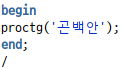 begin
proctg('곤백안');
end;
/